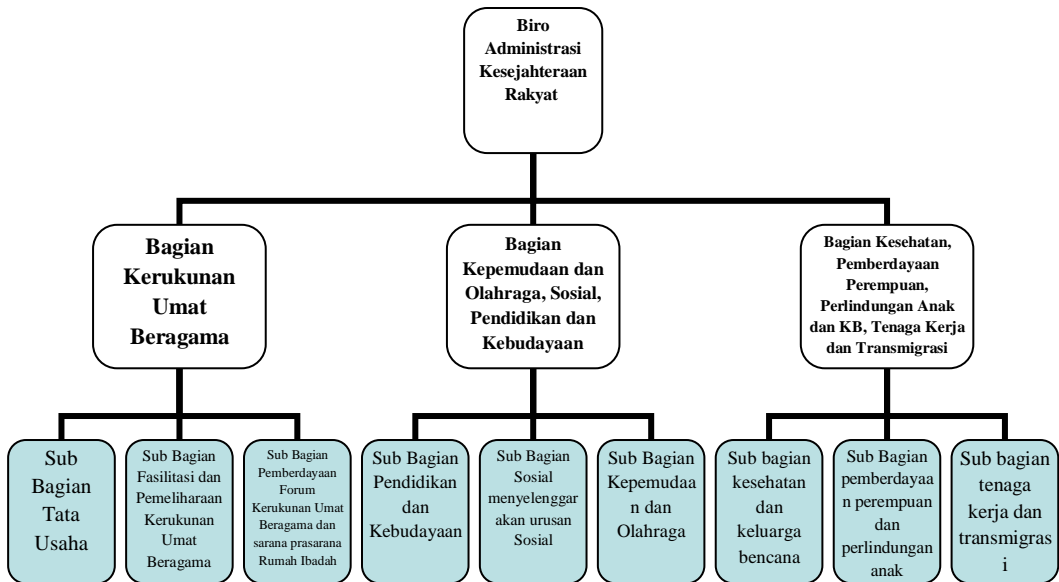 Biro
Administrasi
Kesejahteraan
Rakyat
Bagian
Kerukunan
Umat
Beragama
Bagian
Kepemudaan dan
Olahraga, Sosial,
Pendidikan dan
Kebudayaan
Bagian Kesehatan,
Pemberdayaan
Perempuan,
Perlindungan Anak
dan KB, Tenaga Kerja
dan Transmigrasi
Sub
Bagian
Tata
Usaha
Sub Bagian
Fasilitasi dan
Pemeliharaan
Kerukunan
Umat
Beragama
Sub Bagian
Pemberdayaan
Forum
Kerukunan Umat
Beragama dan
sarana prasarana
Rumah Ibadah
Sub Bagian
Pendidikan
dan
Kebudayaan
Sub Bagian
Sosial
menyelenggar
akan urusan
Sosial
Sub Bagian
Kepemudaa
n dan
Olahraga
Sub bagian
kesehatan
dan
keluarga
bencana
Sub Bagian
pemberdayaa
n perempuan
dan
perlindungan
anak
Sub bagian
tenaga
kerja dan
transmigras
i